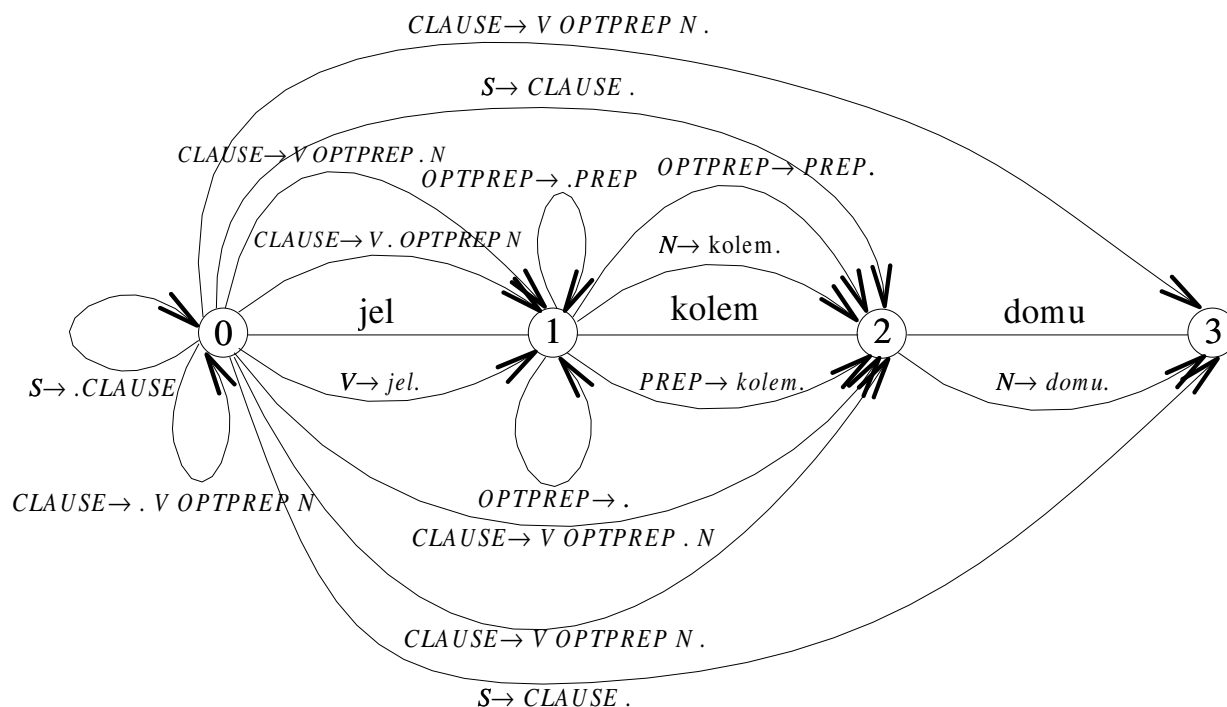 CLAUSE→ V OPTPREP N .
S→ CLAUSE .
CLAUSE→ V OPTPREP . N
OPTPREP→ .PREP
OPTPREP→ PREP.
CLAUSE→ V . OPTPREP N
N→ kolem.
jel
kolem
domu
0
1
2
3
S→ .CLAUSE
V→ jel.
PREP→ kolem.
N→ domu.
CLAUSE→ . V OPTPREP N
OPTPREP→ .
CLAUSE→ V OPTPREP . N
CLAUSE→ V OPTPREP N .
S→ CLAUSE .